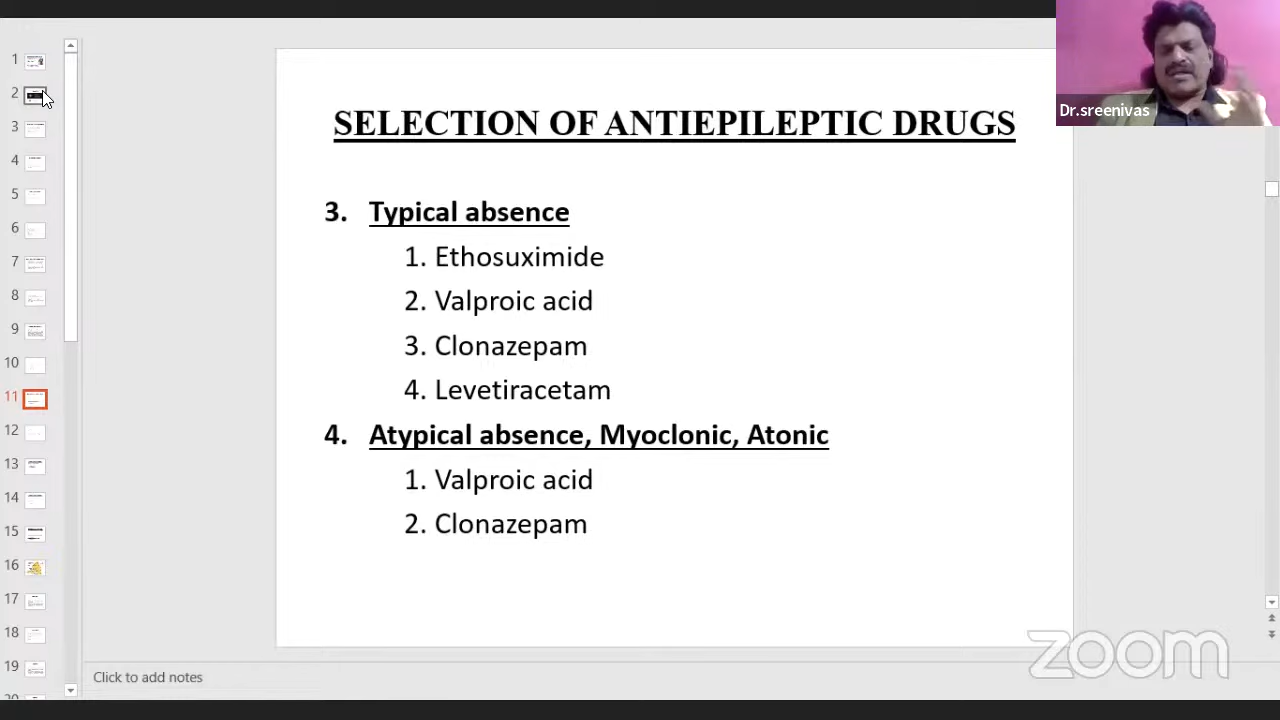 1
2
3
4
5
6
7
8
9
10
11
12
13
14
15
16
17
18
19
SELECTION OF ANTIEPILEPTIC DRUGS
3. Typical absence
1. Ethosuximide
2. Valproic acid
3. Clonazepam
4. Levetiracetam
4. Atypical absence, Myoclonic, Atonic
1. Valproic acid
2. Clonazepam
Click to add notes
Dr.sreenivas
zoom